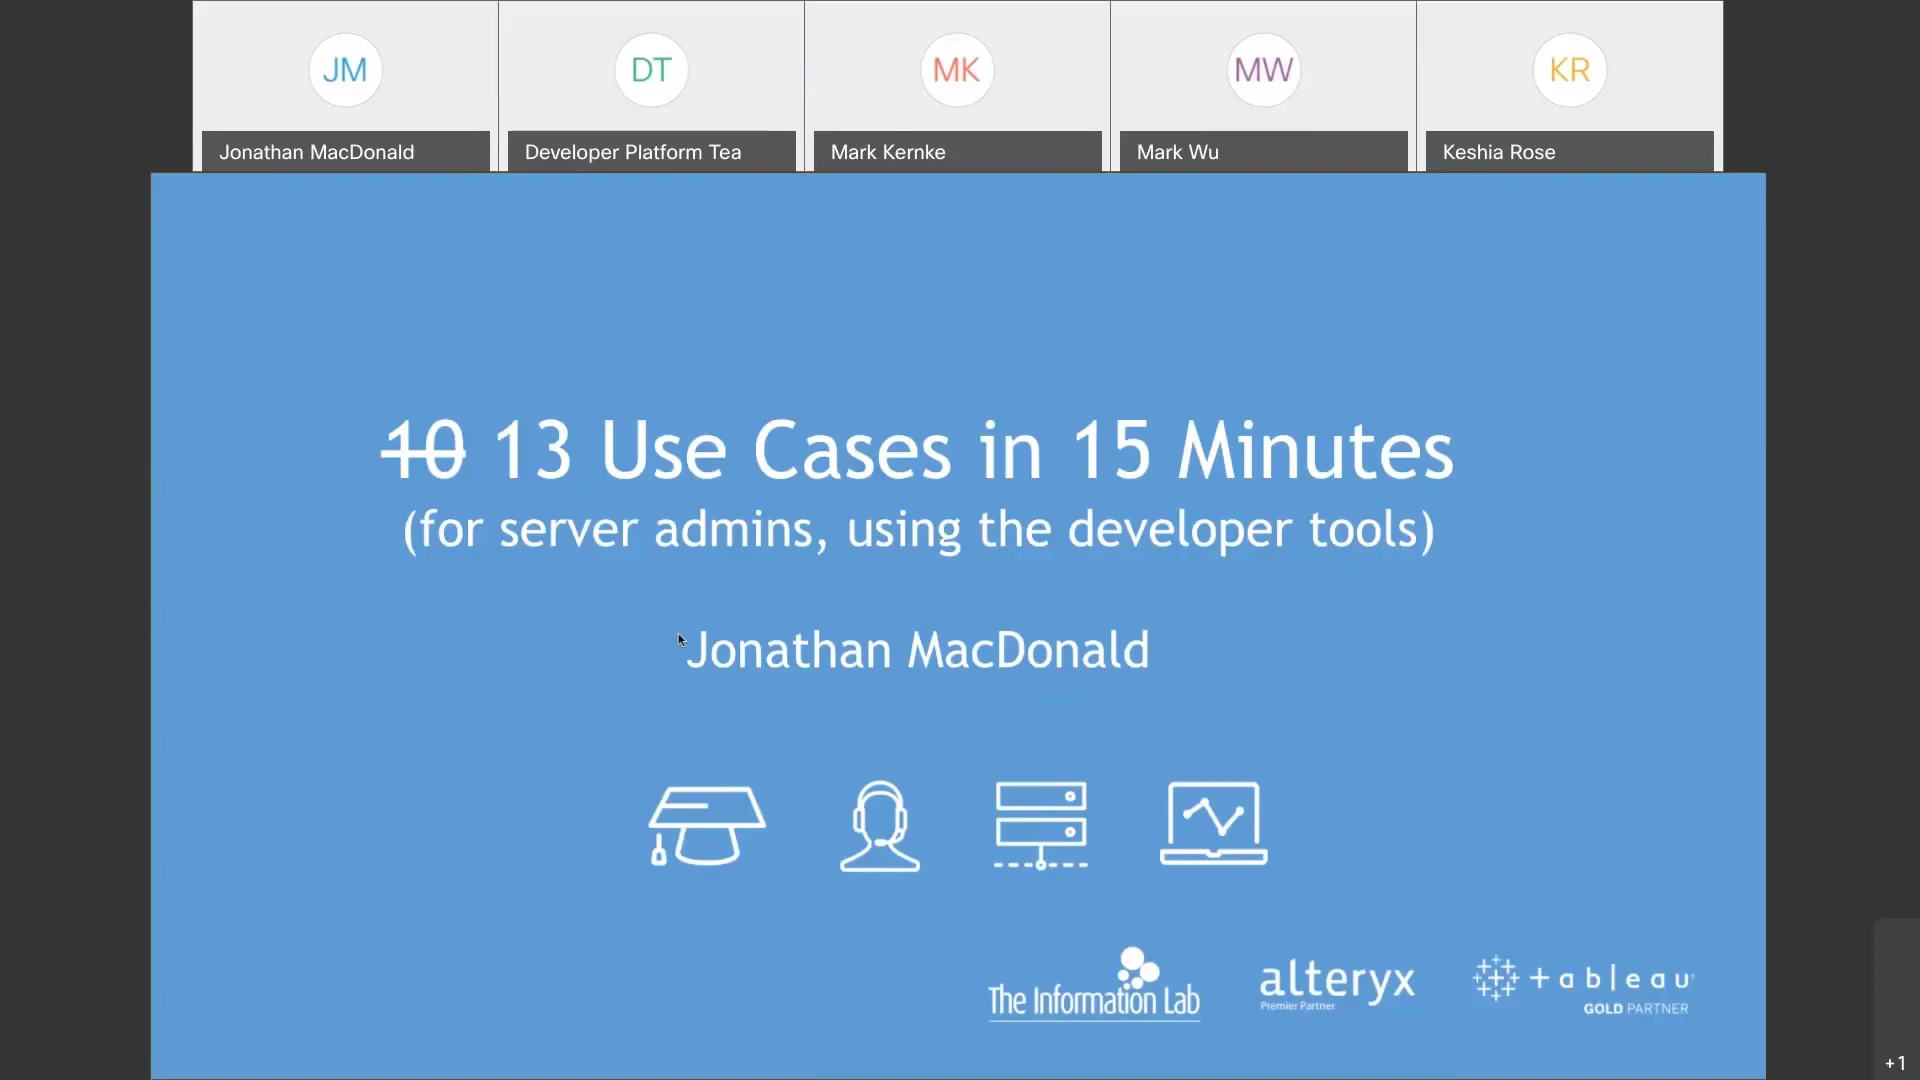 JM
DT
MK
MW
KR
Jonathan MacDonald
Developer Platform Tea
Mark Kernke
Mark Wu
Keshia Rose
10 13 Use Cases in 15 Minutes
(for server admins, using the developer tools)
Jonathan MacDonald
The Information Lab
alteryx
Premier Partner
+ a b | e a u
GOLD PARTNER
+1